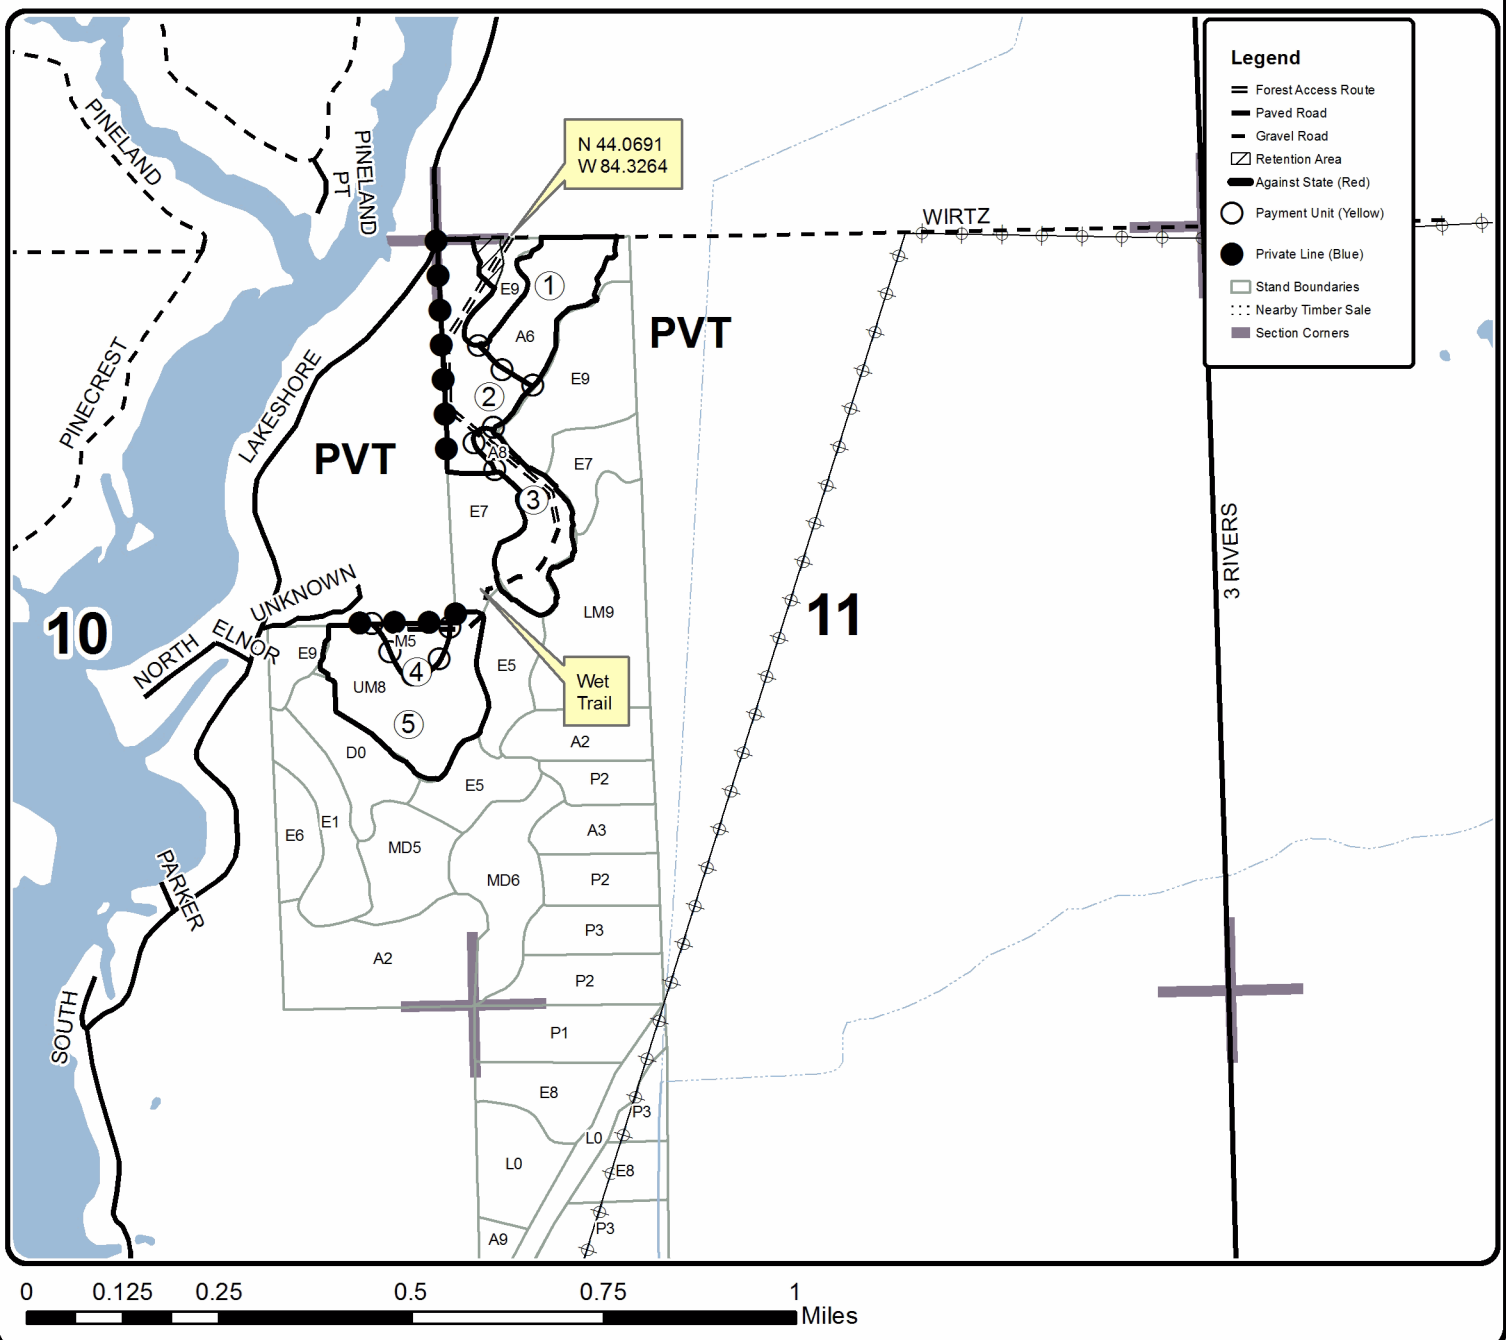 Legend
Forest Access Route
Paved Road
Gravel Road
Retention Area
Against State (Red)
Payment Unit (Yellow)
Private Line (Blue)
Stand Boundaries
Nearby Timber Sale
Section Corners
PINELAND
PINELAND PT
N 44.0691
W 84.3264
WIRTZ
E9
1
A6
PVT
PINECREST
LAKESHORE
E9
2
PVT
A8
E7
3
E7
3 RIVERS
UNKNOWN
10
11
LM9
NORTH
ELNOR
E9
M5
4
E5
UM8
Wet
Trail
5
D0
A2
E5
P2
E1
E6
A3
MD5
PARKER
MD6
P2
P3
A2
P2
SOUTH
P1
E8
P3
L0
L0
E8
P3
A9
0 0.125 0.25 0.5 0.75 1
Miles